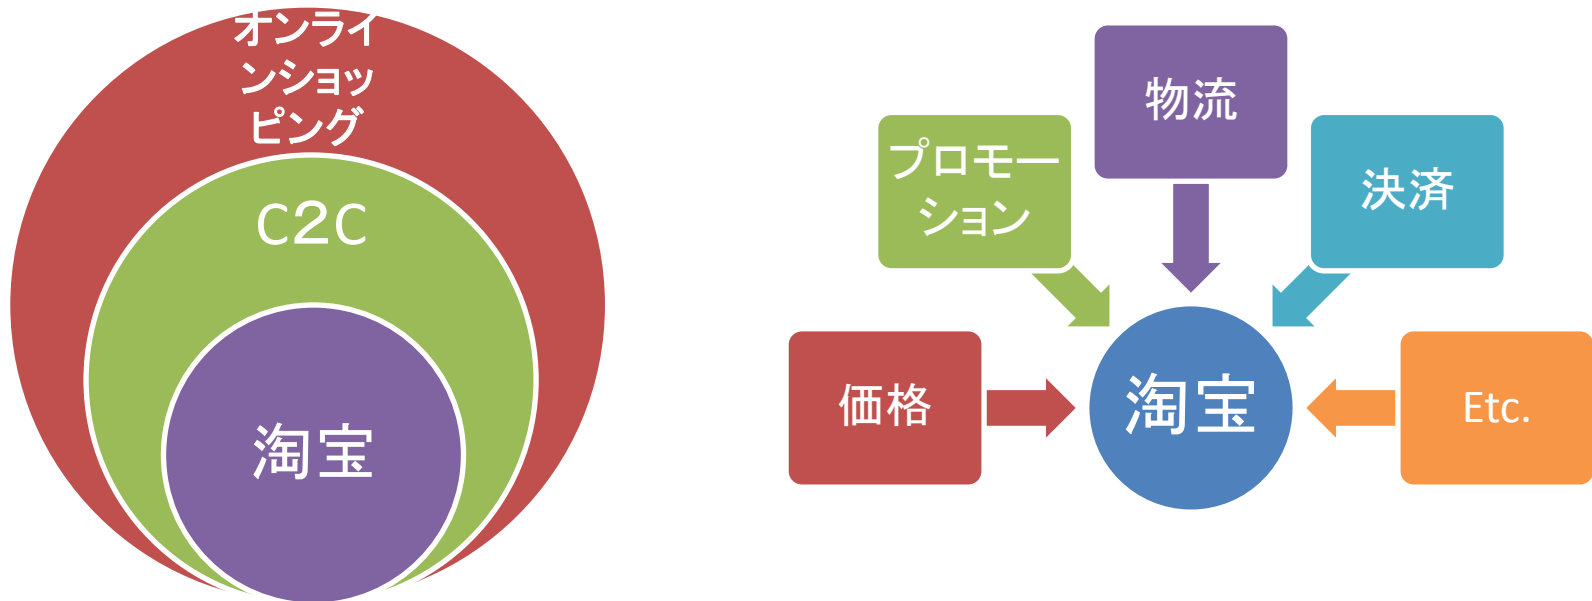 オンライ
ンショッ
ピング
C2C
淘宝
物流
プロモー
ション
決済
価格
淘宝
Etc.